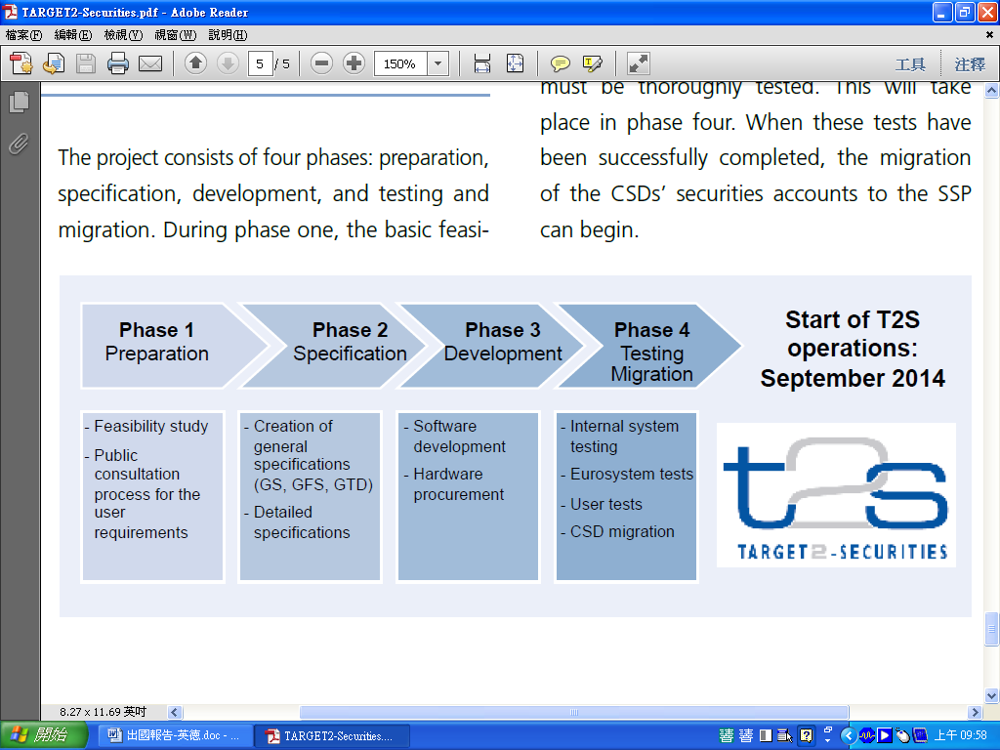 TARGET2-Securities.pdf - Adobe Reader
檔案(F) 編輯(E) 檢視(V) 視窗(W) 說明(H)
5 / 5 150% 工具 注釋
The project consists of four phases: preparation,
specification, development, and testing and
migration. During phase one, the basic feasi-
must be thoroughly tested. This will take
place in phase four. When these tests have
been successfully completed, the migration
of the CSDs’ securities accounts to the SSP
can begin.
Phase 1
Preparation
Phase 2
Specification
Phase 3
Development
Phase 4
Testing
Migration
Start of T2S
operations:
September 2014
- Feasibility study
- Public
consultation
process for the
user
requirements
- Creation of
general
specifications
(GS, GFS, GTD)
- Detailed
specifications
- Software
development
- Hardware
procurement
- Internal system
testing
- Eurosystem tests
- User tests
- CSD migration
t2s
TARGET2-SECURITIES
8.27 x 11.69 英吋
開始 出國報告-英德.doc - ... TARGET2-Securities.... 上午 09:58